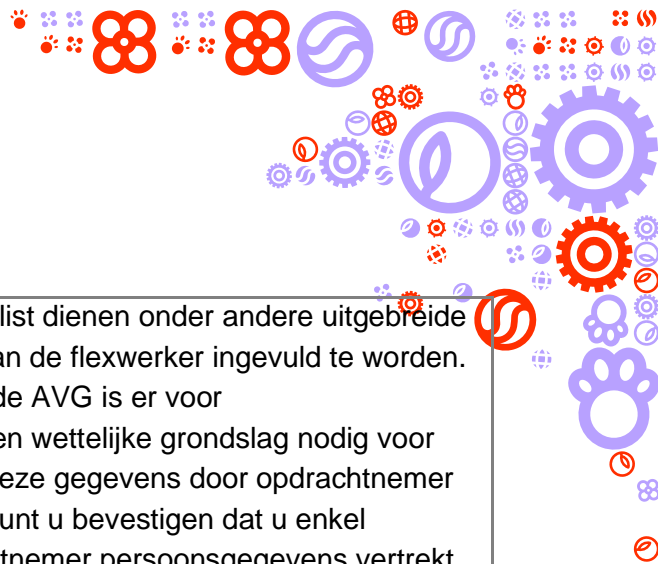 list dienen onder andere uitgebreide
an de flexwerker ingevuld te worden.
de AVG is er voor
en wettelijke grondslag nodig voor
eze gegevens door opdrachtnemer
unt u bevestigen dat u enkel
tnemer persoonsgegevens vertrekt